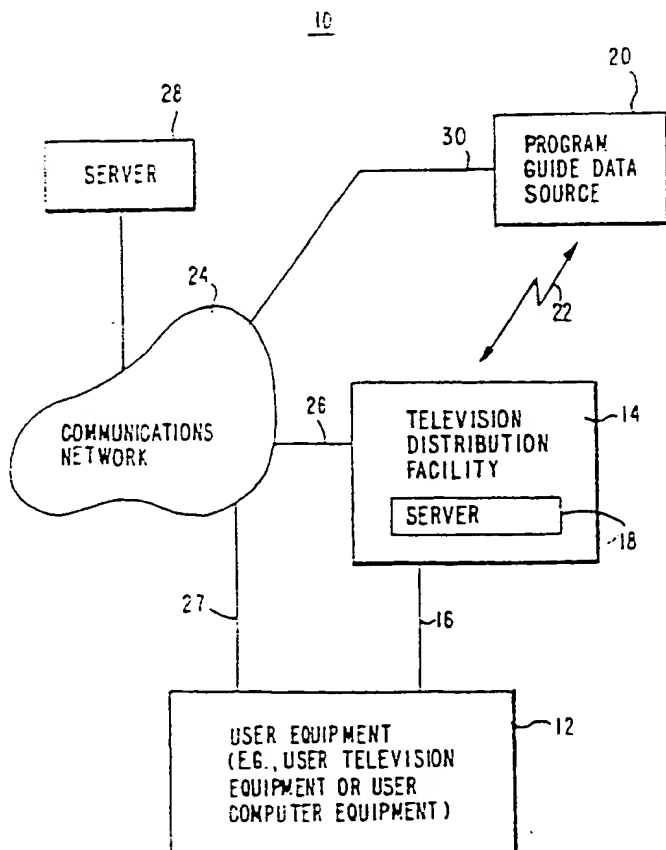 10
20
28
30
PROGRAM
GUIDE DATA
SOURCE
SERVER
24
22
26
14
TELEVISION
DISTRIBUTION
FACILITY
COMMUNICATIONS
NETWORK
SERVER
18
27
16
12
USER EQUIPMENT
(E.G., USER TELEVISION
EQUIPMENT OR USER
COMPUTER EQUIPMENT)